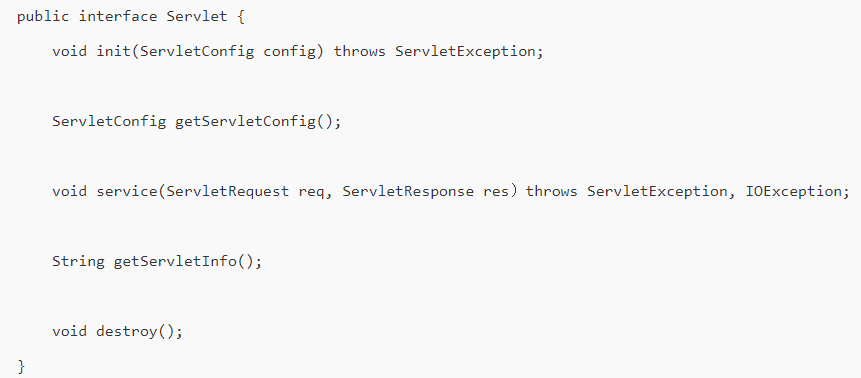 public interface Servlet {
void init(ServletConfig config) throws ServletException;
ServletConfig getServletConfig();
void service(ServletRequest req, ServletResponse res）throws ServletException, IOException;
String getServletInfo();
void destroy();
}